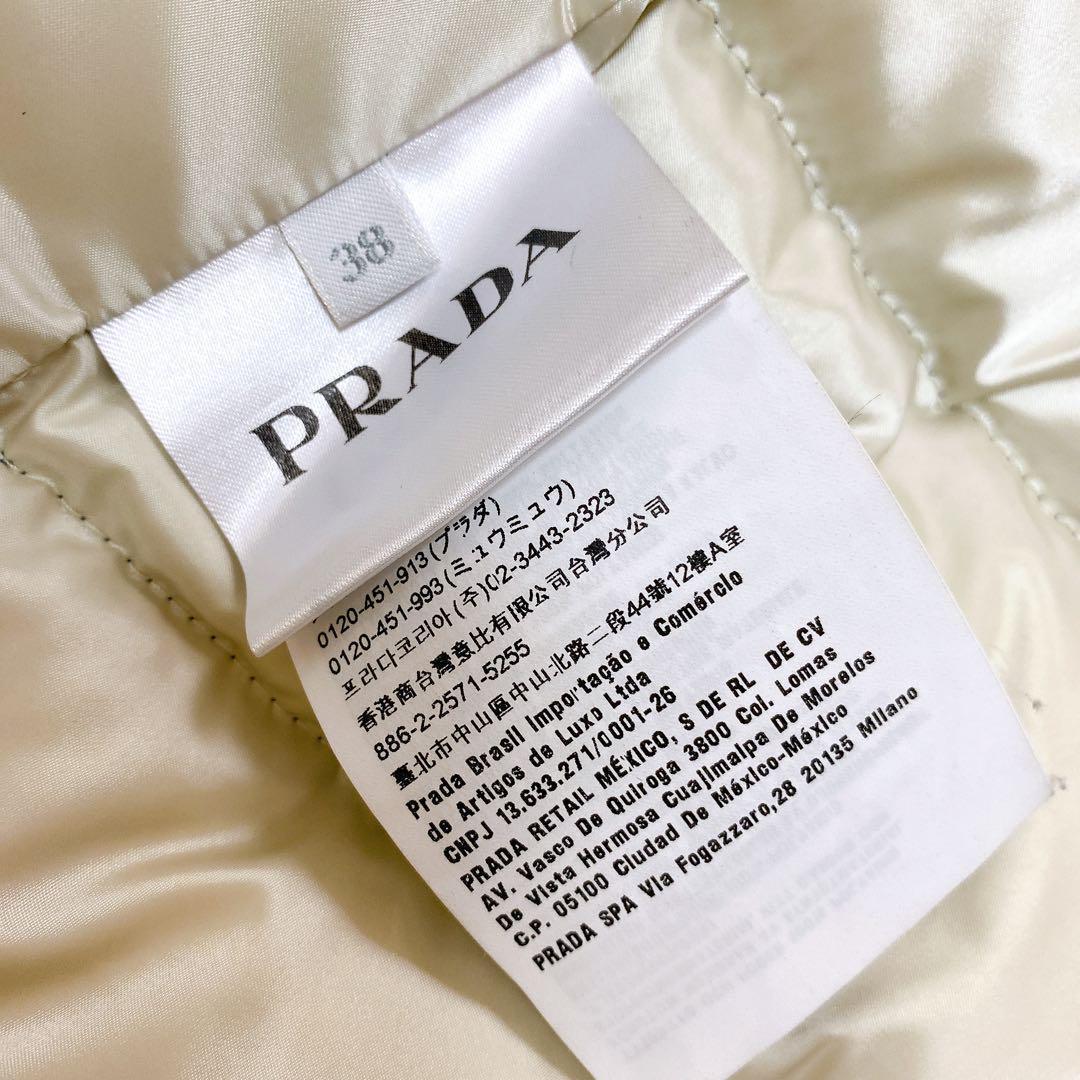 38
PRADA
0120-451-913(プラダ)
0120-451-993(ミュウミュウ)
프라다코리아(주)02-3443-2323
香港商台灣意比有限公司台灣分公司
886-2-2571-5255
臺北市中山區中山北路二段44號12樓A室
Prada Brasil Importação e Comércio
de Artigos de Luxo Ltda
CNPJ 13.633.271/0001-26
PRADA RETAIL MÉXICO, S DE RL DE CV
AV. Vasco De Quiroga 3800 Col. Lomas
De Vista Hermosa Cuajimalpa De Morelos
C.P. 05100 Ciudad De México-México
PRADA SPA Via Fogazzaro,28 20135 Milano